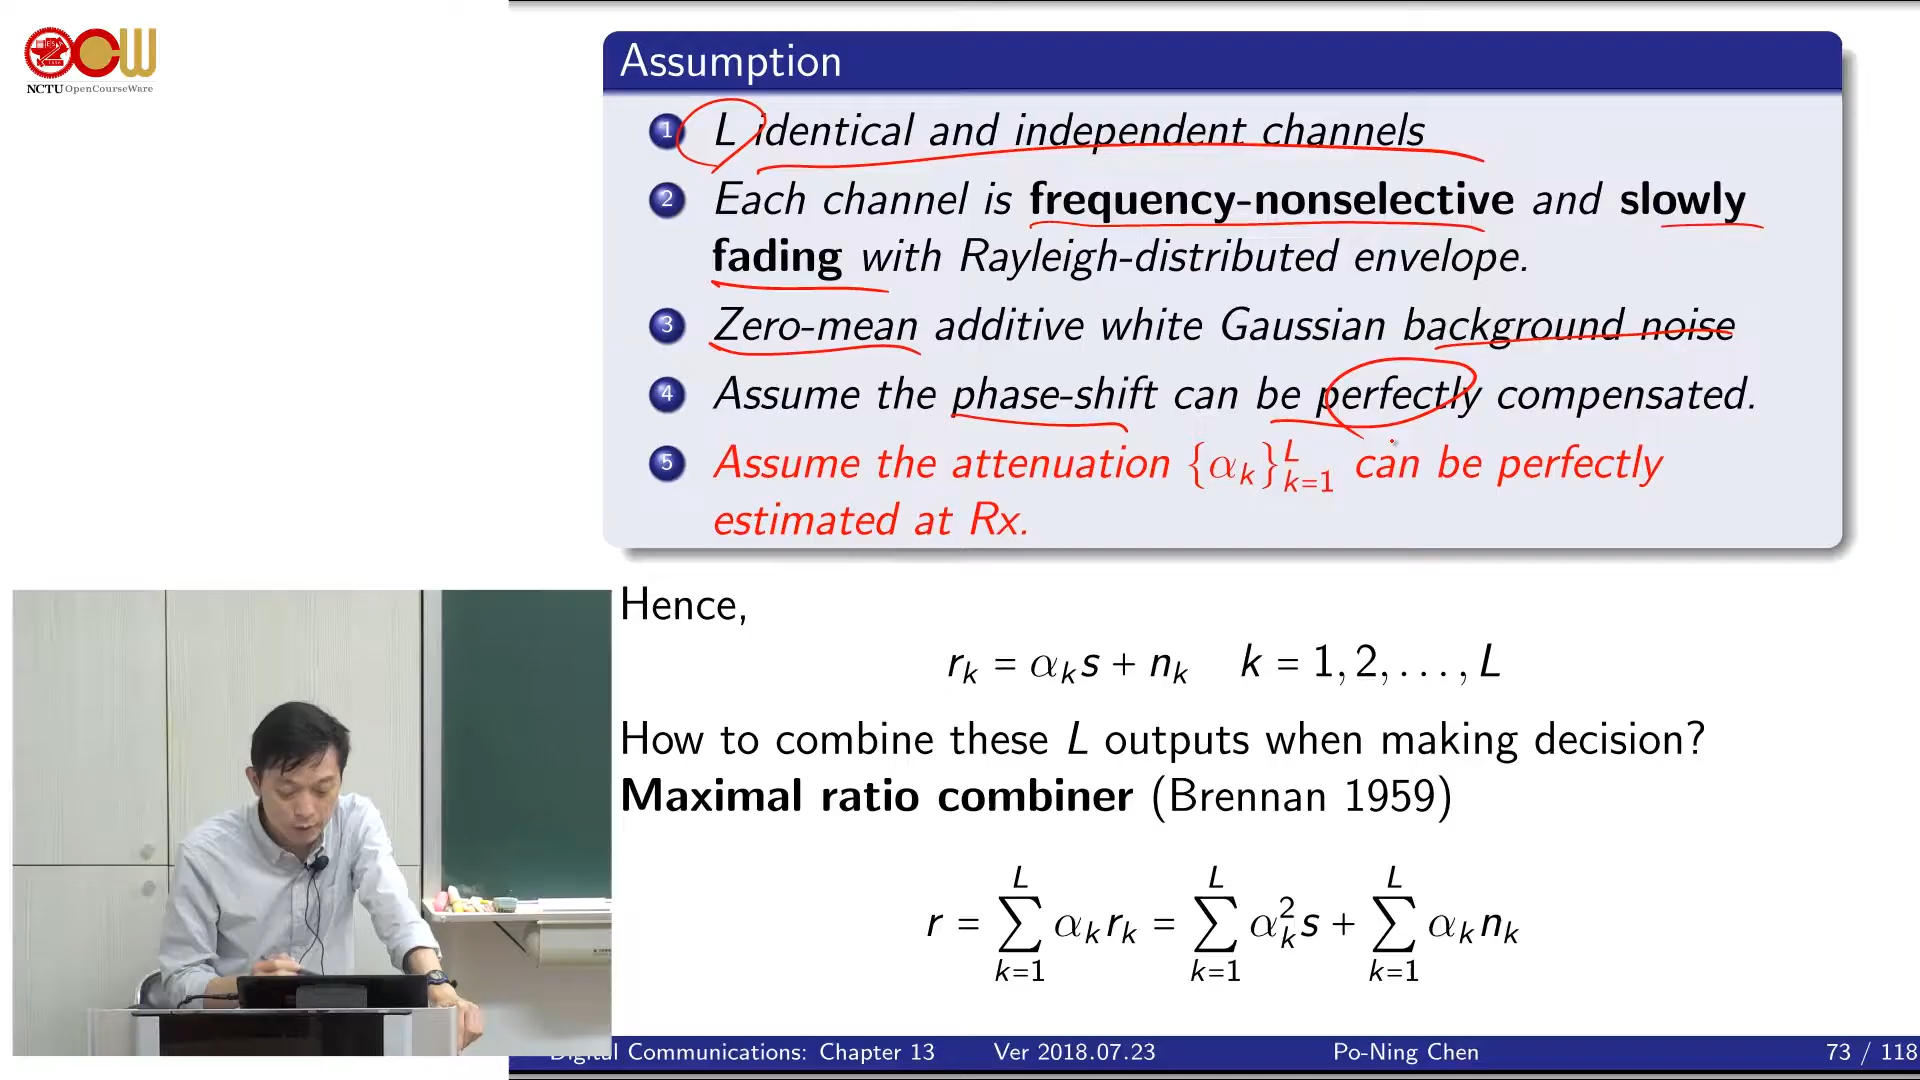 NCTU OpenCourseWare
Assumption
1 L identical and independent channels
2 Each channel is frequency-nonselective and slowly
fading with Rayleigh-distributed envelope.
3 Zero-mean additive white Gaussian background noise
4 Assume the phase-shift can be perfectly compensated.
5 Assume the attenuation {α_k}_{k=1}^L can be perfectly
estimated at Rx.
Hence,
r_k = α_k s + n_k k = 1, 2, . . . , L
How to combine these L outputs when making decision?
Maximal ratio combiner (Brennan 1959)
r = ∑_{k=1}^L α_k r_k = ∑_{k=1}^L α_k^2 s + ∑_{k=1}^L α_k n_k
Digital Communications: Chapter 13 Ver 2018.07.23 Po-Ning Chen 73 / 118